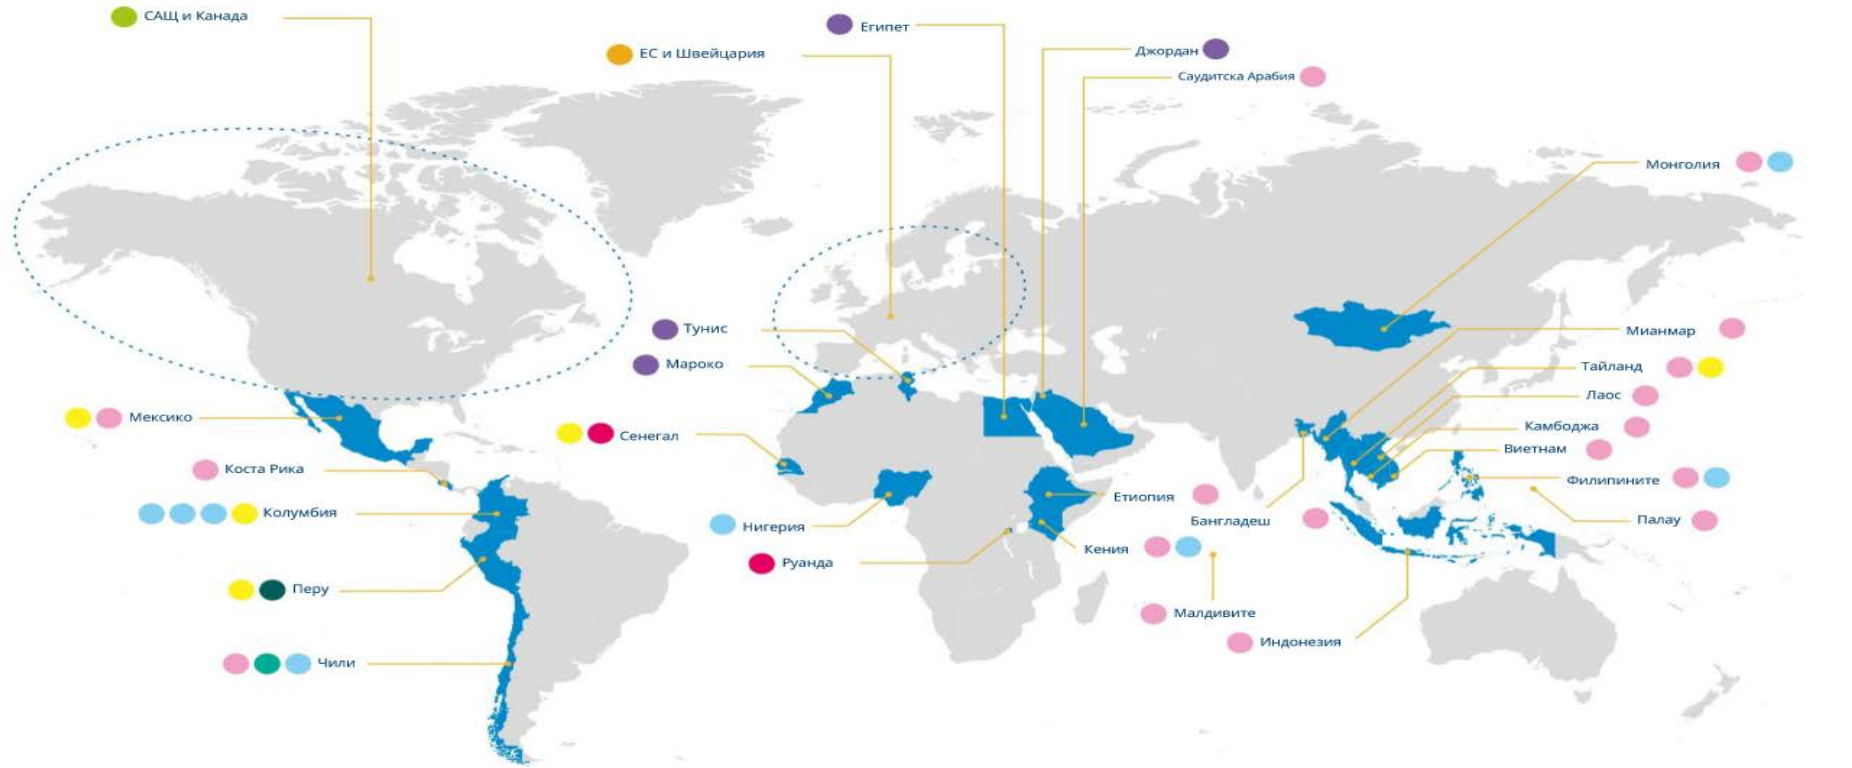 САЩ и Канада
Египет
ЕС и Швейцария
Джордан
Саудитска Арабия
Монголия
Тунис
Мианмар
Мароко
Тайланд
Лаос
Мексико
Камбоджа
Сенегал
Виетнам
Коста Рика
Филипините
Етиопия
Колумбия
Бангладеш
Палау
Нигерия
Кения
Руанда
Перу
Малдивите
Индонезия
Чили